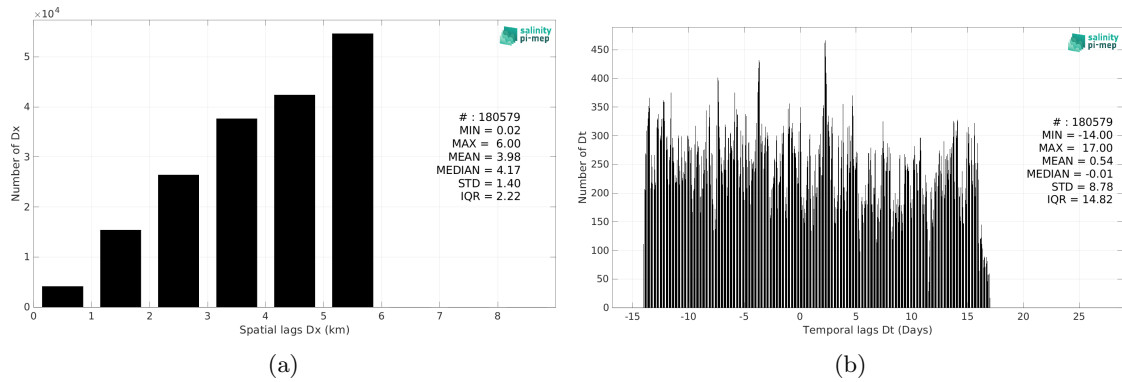 ×10⁴
salinity
pi-mep
6
5
4
3
2
1
0
Number of Dx
# : 180579
MIN = 0.02
MAX = 6.00
MEAN = 3.98
MEDIAN = 4.17
STD = 1.40
IQR = 2.22
0 1 2 3 4 5 6 7 8
Spatial lags Dx (km)
(a)
salinity
pi-mep
450
400
350
300
250
200
150
100
50
0
Number of Dt
# : 180579
MIN = -14.00
MAX = 17.00
MEAN = 0.54
MEDIAN = -0.01
STD = 8.78
IQR = 14.82
-15 -10 -5 0 5 10 15 20 25
Temporal lags Dt (Days)
(b)